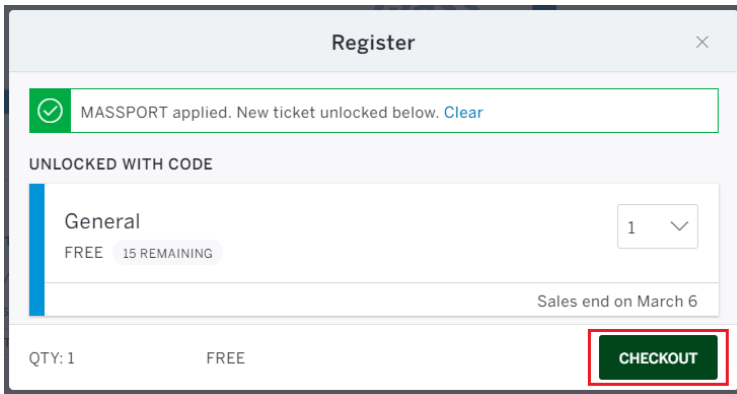 Register
MASSPORT applied. New ticket unlocked below. Clear
UNLOCKED WITH CODE
General
1
FREE 15 REMAINING
Sales end on March 6
QTY: 1 FREE CHECKOUT